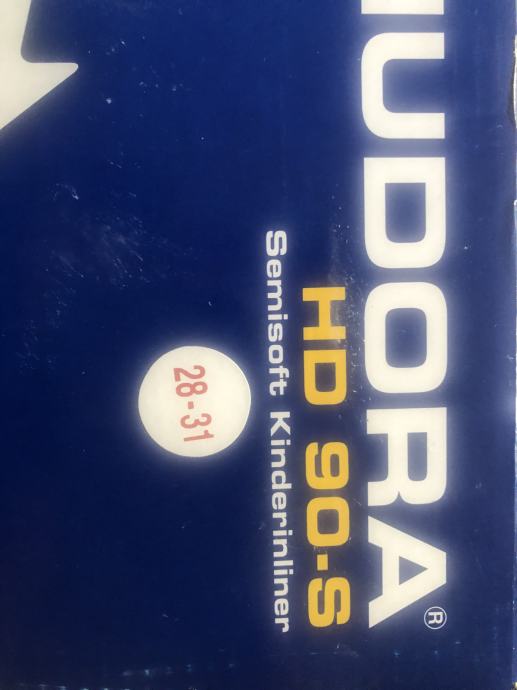 UDORA®
HD 90-S
Semisoft Kinderinliner
28-31